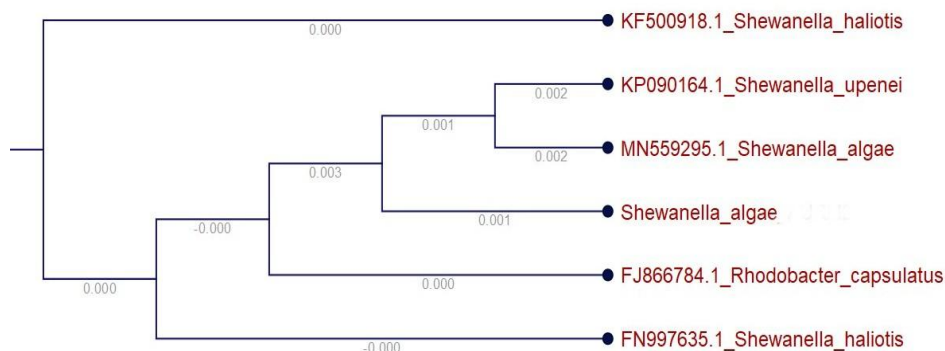 KF500918.1_Shewanella_haliotis
0.000
KP090164.1_Shewanella_upenei
0.002
0.001
MN559295.1_Shewanella_algae
0.002
0.003
Shewanella_algae
0.001
-0.000
FJ866784.1_Rhodobacter_capsulatus
0.000
0.000
FN997635.1_Shewanella_haliotis
-0.000